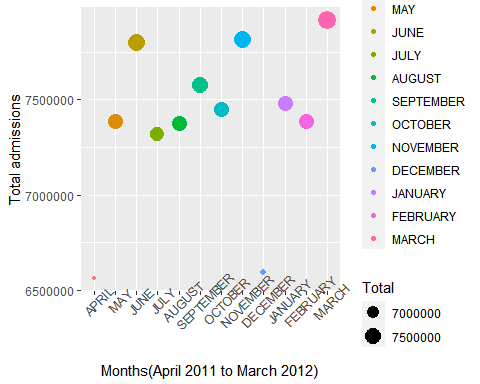 Total admissions
7500000
7000000
6500000
APRIL
MAY
JUNE
JULY
AUGUST
SEPTEMBER
OCTOBER
NOVEMBER
DECEMBER
JANUARY
FEBRUARY
MARCH
Months(April 2011 to March 2012)
MAY
JUNE
JULY
AUGUST
SEPTEMBER
OCTOBER
NOVEMBER
DECEMBER
JANUARY
FEBRUARY
MARCH
Total
7000000
7500000